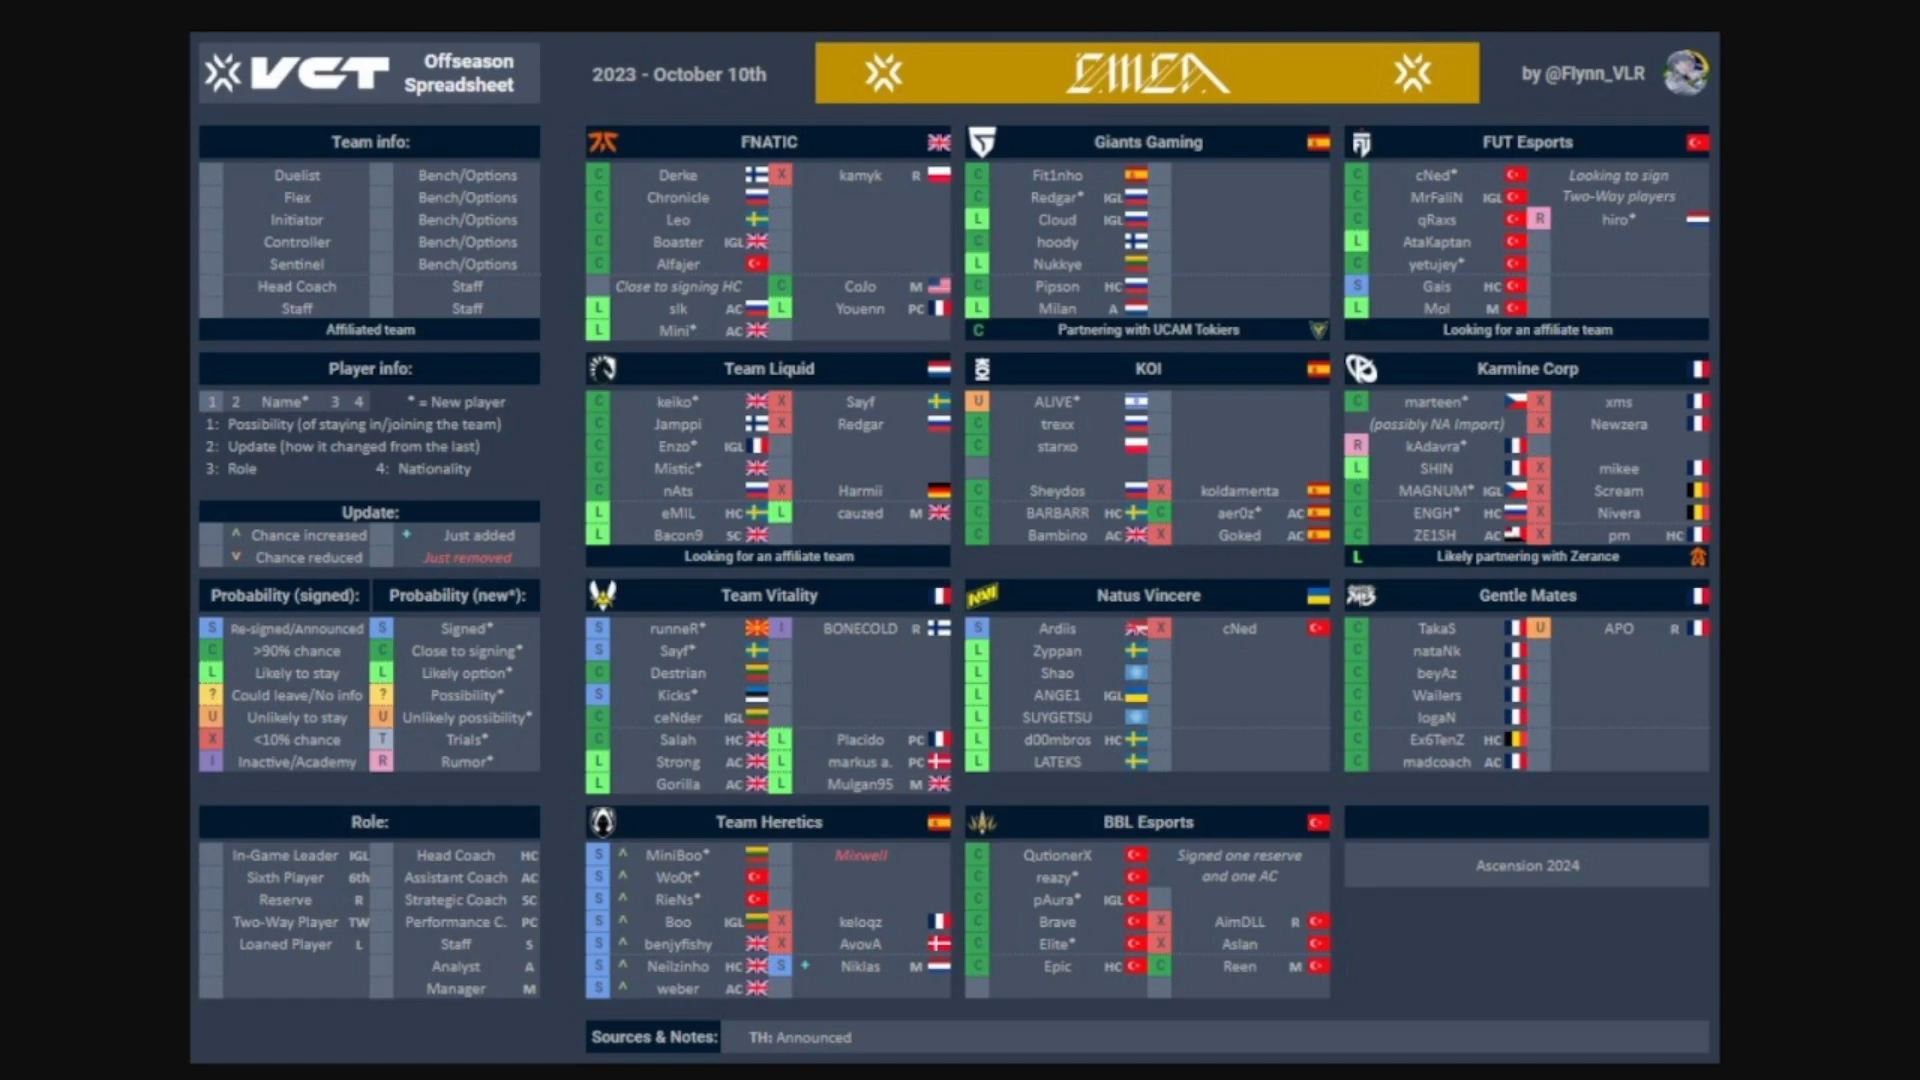 VCT
Offseason
Spreadsheet
2023 - October 10th
EMEA
by @Flynn_VLR
Team info:
Duelist Bench/Options
Flex Bench/Options
Initiator Bench/Options
Controller Bench/Options
Sentinel Bench/Options
Head Coach Staff
Staff Staff
Affiliated team
Player info:
1 2 Name* 3 4 * = New player
1: Possibility (of staying in/joining the team)
2: Update (how it changed from the last)
3: Role 4: Nationality
Update:
^ Chance increased + Just added
v Chance reduced Just removed
Probability (signed): Probability (new*):
S Re-signed/Announced S Signed*
C >90% chance C Close to signing*
L Likely to stay L Likely option*
? Could leave/No info ? Possibility*
U Unlikely to stay U Unlikely possibility*
X <10% chance T Trials*
I Inactive/Academy R Rumor*
Role:
In-Game Leader IGL Head Coach HC
Sixth Player 6th Assistant Coach AC
Reserve R Strategic Coach SC
Two-Way Player TW Performance C. PC
Loaned Player L Staff S
Analyst A
Manager M
FNATIC
C Derke X kamyk R
C Chronicle
C Leo
C Boaster IGL
C Alfajer
Close to signing HC C CoJo M
L slk AC L Youenn PC
L Mini* AC
Giants Gaming
C Fit1nho
C Redgar* IGL
L Cloud IGL
C hoody
L Nukkye
C Pipson HC
L Milan A
C Partnering with UCAM Tokiers
FUT Esports
C cNed* Looking to sign
C MrFaliN IGL Two-Way players
C qRaxs R hiro*
L AtaKaptan
C yetujey*
S Gais HC
L Mol M
Looking for an affiliate team
Team Liquid
C keiko* X Sayf
C Jamppi X Redgar
C Enzo* IGL
C Mistic*
C nAts X Harmii
L eMIL HC L cauzed M
L Bacon9 SC
Looking for an affiliate team
KOI
U ALIVE*
C trexx
C starxo
C Sheydos X koldamenta
C BARBARR HC C aer0z* AC
C Bambino AC X Goked AC
Karmine Corp
C marteen* X xms
(possibly NA Import) X Newzera
R kAdavra*
L SHIN X mikee
C MAGNUM* IGL X Scream
C ENGH* HC X Nivera
C ZE1SH AC X pm HC
L Likely partnering with Zerance
Team Vitality
S runneR* I BONECOLD R
S Sayf*
C Destrian
S Kicks*
C ceNder IGL
C Salah HC L Placido PC
L Strong AC L markus a. PC
L Gorilla AC L Mulgan95 M
Natus Vincere
S Ardiis X cNed
L Zyppan
L Shao
L ANGE1 IGL
L SUYGETSU
L d00mbros HC
L LATEKS
Gentle Mates
C TakaS U APO R
C nataNk
C beyAz
C Wailers
C logaN
C Ex6TenZ HC
C madcoach AC
Team Heretics
S ^ MiniBoo* Mixwell
S ^ Wo0t*
S ^ RieNs*
S ^ Boo IGL X keloqz
S ^ benjyfishy X AvovA
S ^ Neilzinho HC S + Niklas M
S ^ weber AC
BBL Esports
C QutionerX Signed one reserve
C reazy* and one AC
C pAura* IGL
C Brave X AimDLL R
C Elite* X Aslan
C Epic HC C Reen M
Ascension 2024
Sources & Notes: TH: Announced